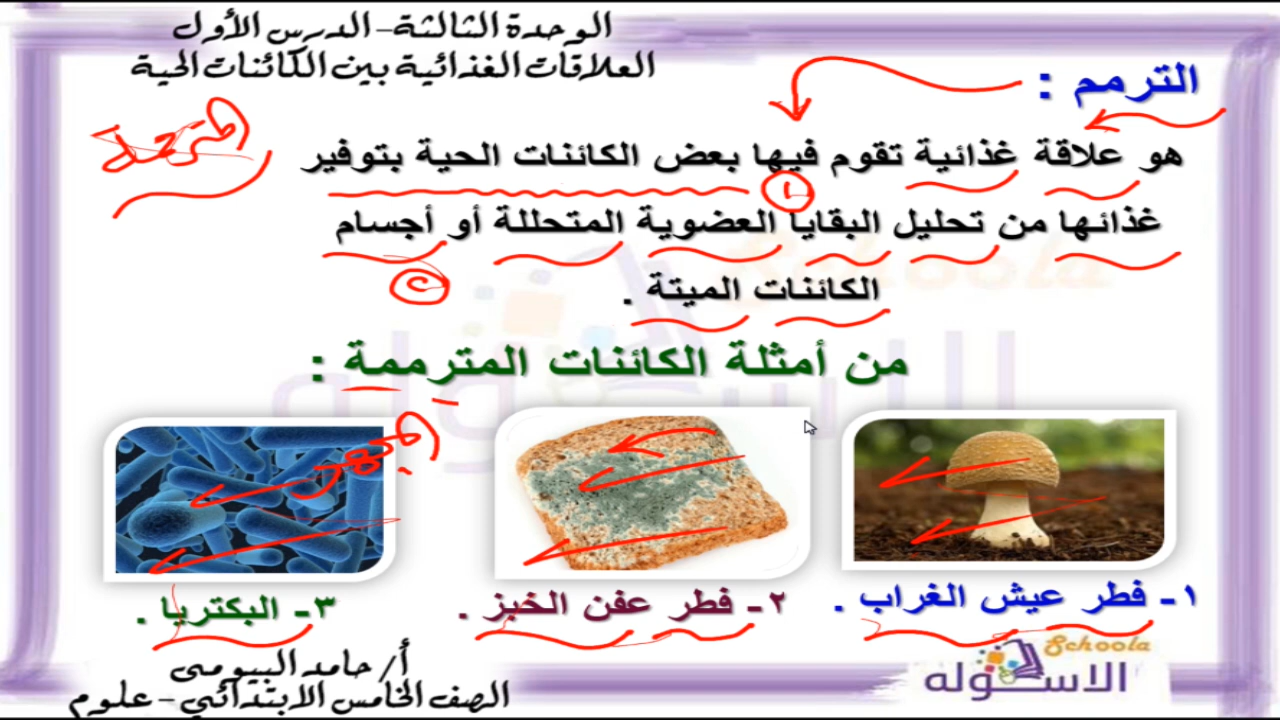 الوحدة الثالثة - الدرس الأول
العلاقات الغذائية بين الكائنات الحية
الترمم :
هو علاقة غذائية تقوم فيها بعض الكائنات الحية بتوفير
غذائها من تحليل البقايا العضوية المتحللة أو أجسام
الكائنات الميتة .
من أمثلة الكائنات المترممة :
١- فطر عيش الغراب .
٢- فطر عفن الخبز .
٣- البكتريا .
أ/ حامد البيومى
الصف الخامس الابتدائي - علوم
Schoola
الاسكوله